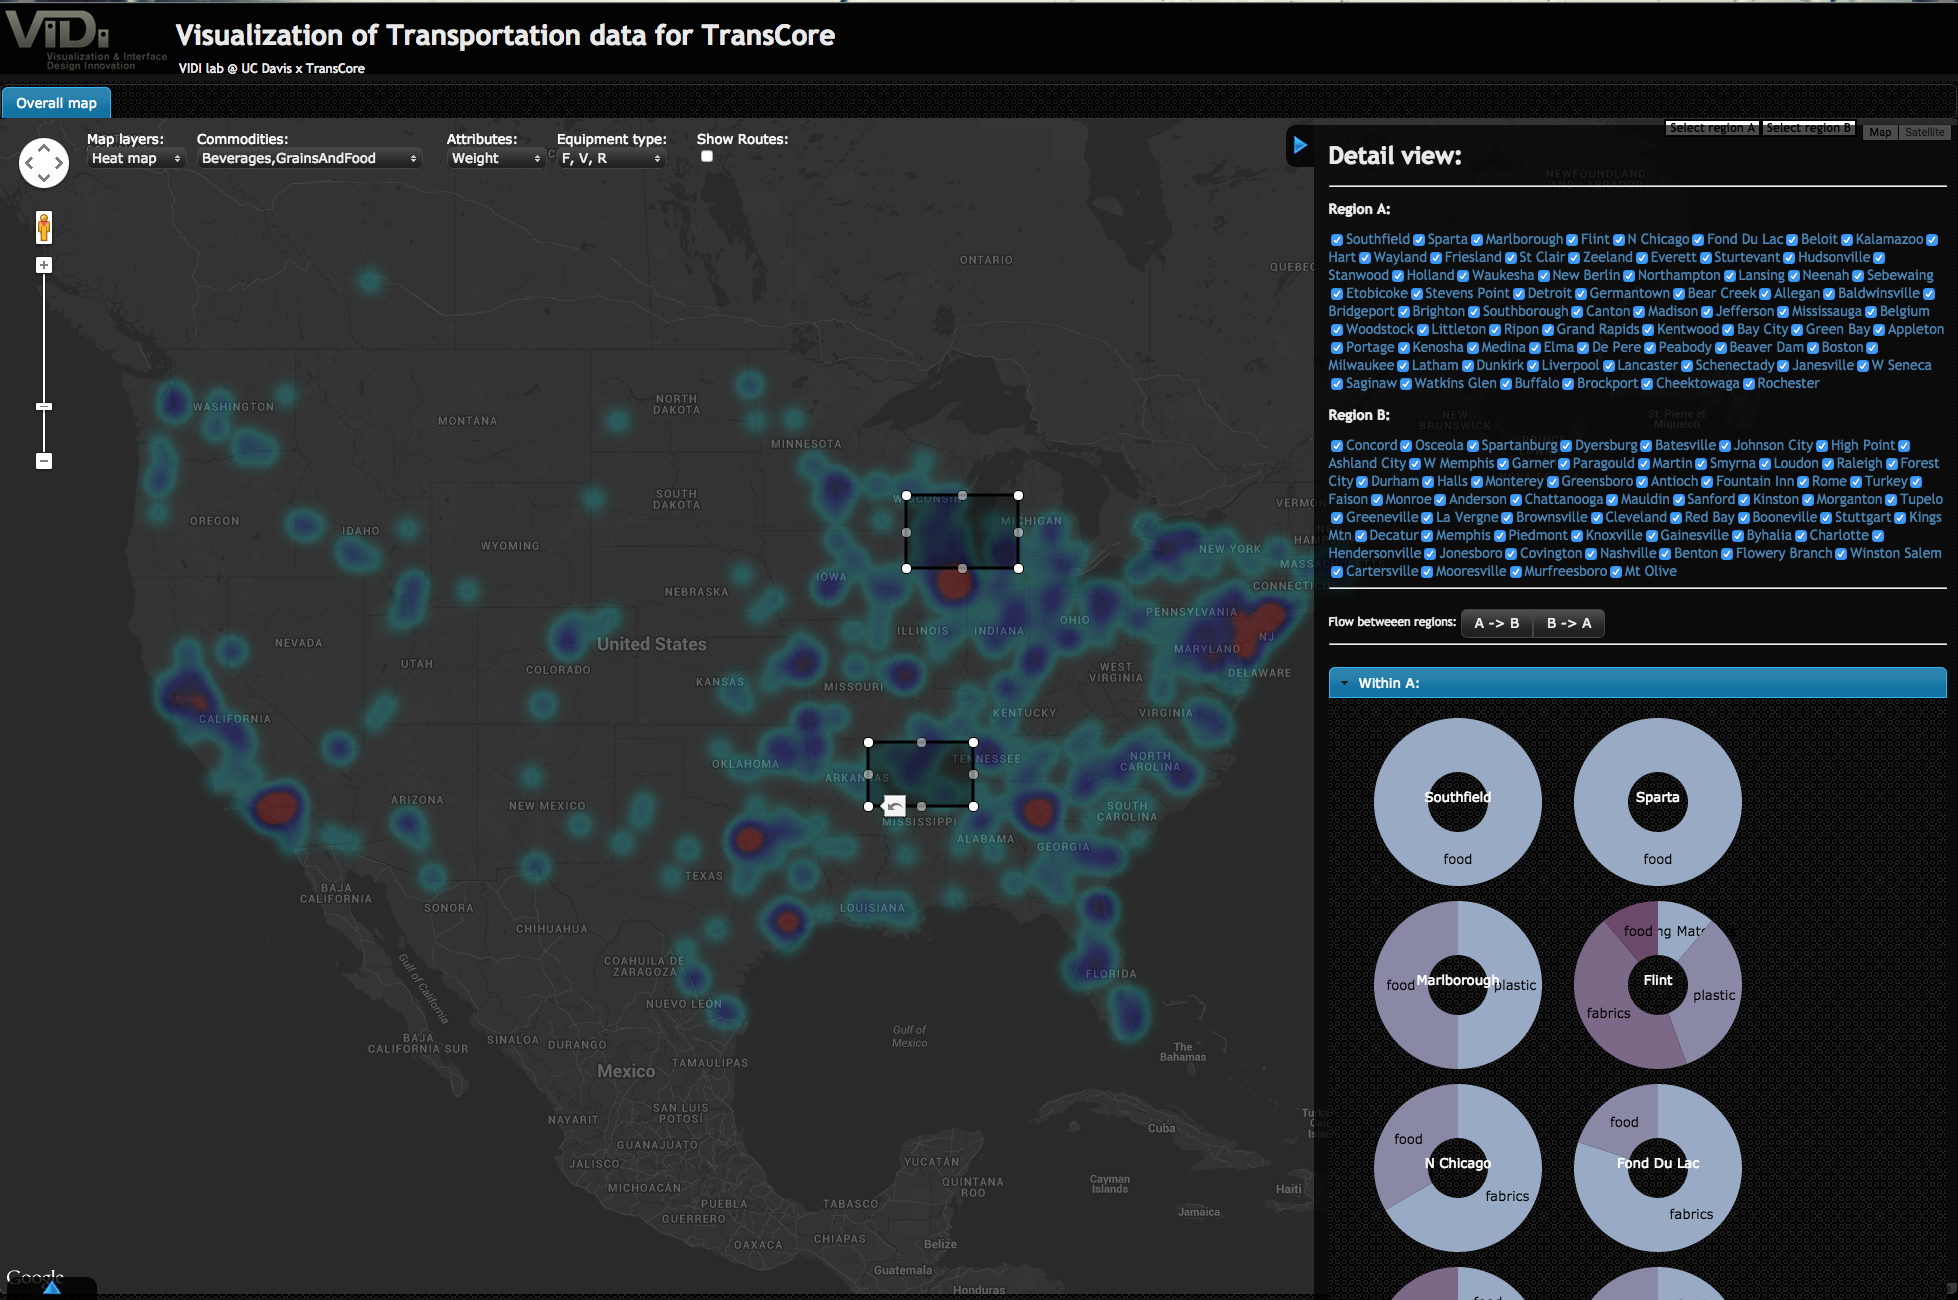 ViDi
Visualization & Interface
Design Innovation
Visualization of Transportation data for TransCore
VIDI lab @ UC Davis x TransCore
Overall map
Map layers:
Heat map
Commodities:
Beverages,GrainsAndFood
Attributes:
Weight
Equipment type:
F, V, R
Show Routes:
Select region A
Select region B
Map
Satellite
Detail view:
Region A:
Southfield Sparta Marlborough Flint N Chicago Fond Du Lac Beloit Kalamazoo
Hart Wayland Friesland St Clair Zeeland Everett Sturtevant Hudsonville
Stanwood Holland Waukesha New Berlin Northampton Lansing Neenah Sebewaing
Etobicoke Stevens Point Detroit Germantown Bear Creek Allegan Baldwinsville
Bridgeport Brighton Southborough Canton Madison Jefferson Mississauga Belgium
Woodstock Littleton Ripon Grand Rapids Kentwood Bay City Green Bay Appleton
Portage Kenosha Medina Elma De Pere Peabody Beaver Dam Boston
Milwaukee Latham Dunkirk Liverpool Lancaster Schenectady Janesville W Seneca
Saginaw Watkins Glen Buffalo Brockport Cheektowaga Rochester
Region B:
Concord Osceola Spartanburg Dyersburg Batesville Johnson City High Point
Ashland City W Memphis Garner Paragould Martin Smyrna Loudon Raleigh Forest
City Durham Halls Monterey Greensboro Antioch Fountain Inn Rome Turkey
Faison Monroe Anderson Chattanooga Mauldin Sanford Kinston Morganton Tupelo
Greeneville La Vergne Brownsville Cleveland Red Bay Booneville Stuttgart Kings
Mtn Decatur Memphis Piedmont Knoxville Gainesville Byhalia Charlotte
Hendersonville Jonesboro Covington Nashville Benton Flowery Branch Winston Salem
Cartersville Mooresville Murfreesboro Mt Olive
Flow betweeen regions:
A -> B
B -> A
Within A:
Southfield
food
Sparta
food
Marlborough
food
plastic
Flint
food
ng Mate
plastic
fabrics
N Chicago
food
fabrics
Fond Du Lac
food
fabrics
food
NEWFOUNDLAND
ONTARIO
QUEBEC
NEW
BRUNSWICK
St. Pierre et
Miquelon
WASHINGTON
MONTANA
NORTH
DAKOTA
MINNESOTA
SOUTH
DAKOTA
WISCONSIN
MICHIGAN
VERMON
OREGON
IDAHO
WYOMING
NEW YORK
HAMP
MASSACHUSETTS
CONNECTICUT
IOWA
NEBRASKA
PENNSYLVANIA
OHIO
ILLINOIS
INDIANA
NJ
NEVADA
United States
MARYLAND
UTAH
COLORADO
WEST
VIRGINIA
DELAWARE
KANSAS
MISSOURI
CALIFORNIA
KENTUCKY
VIRGINIA
OKLAHOMA
TENNESSEE
NORTH
CAROLINA
ARKANSAS
ARIZONA
NEW MEXICO
SOUTH
CAROLINA
MISSISSIPPI
ALABAMA
GEORGIA
TEXAS
BAJA
CALIFORNIA
SONORA
LOUISIANA
CHIHUAHUA
COAHUILA DE
ZARAGOZA
FLORIDA
Gulf of California
NUEVO LEON
Gulf of
Mexico
BAJA
CALIFORNIA SUR
SINALOA
DURANGO
The
Bahamas
TAMAULIPAS
Mexico
SAN LUIS
POTOSÍ
NAYARIT
Cuba
GUANAJUATO
JALISCO
YUCATÁN
MICHOACÁN
QUINTANA
ROO
Cayman
Islands
Haiti
PUEBLA
TABASCO
GUERRERO
Jamaica
OAXACA
CHIAPAS
Belize
Guatemala
Honduras
Google